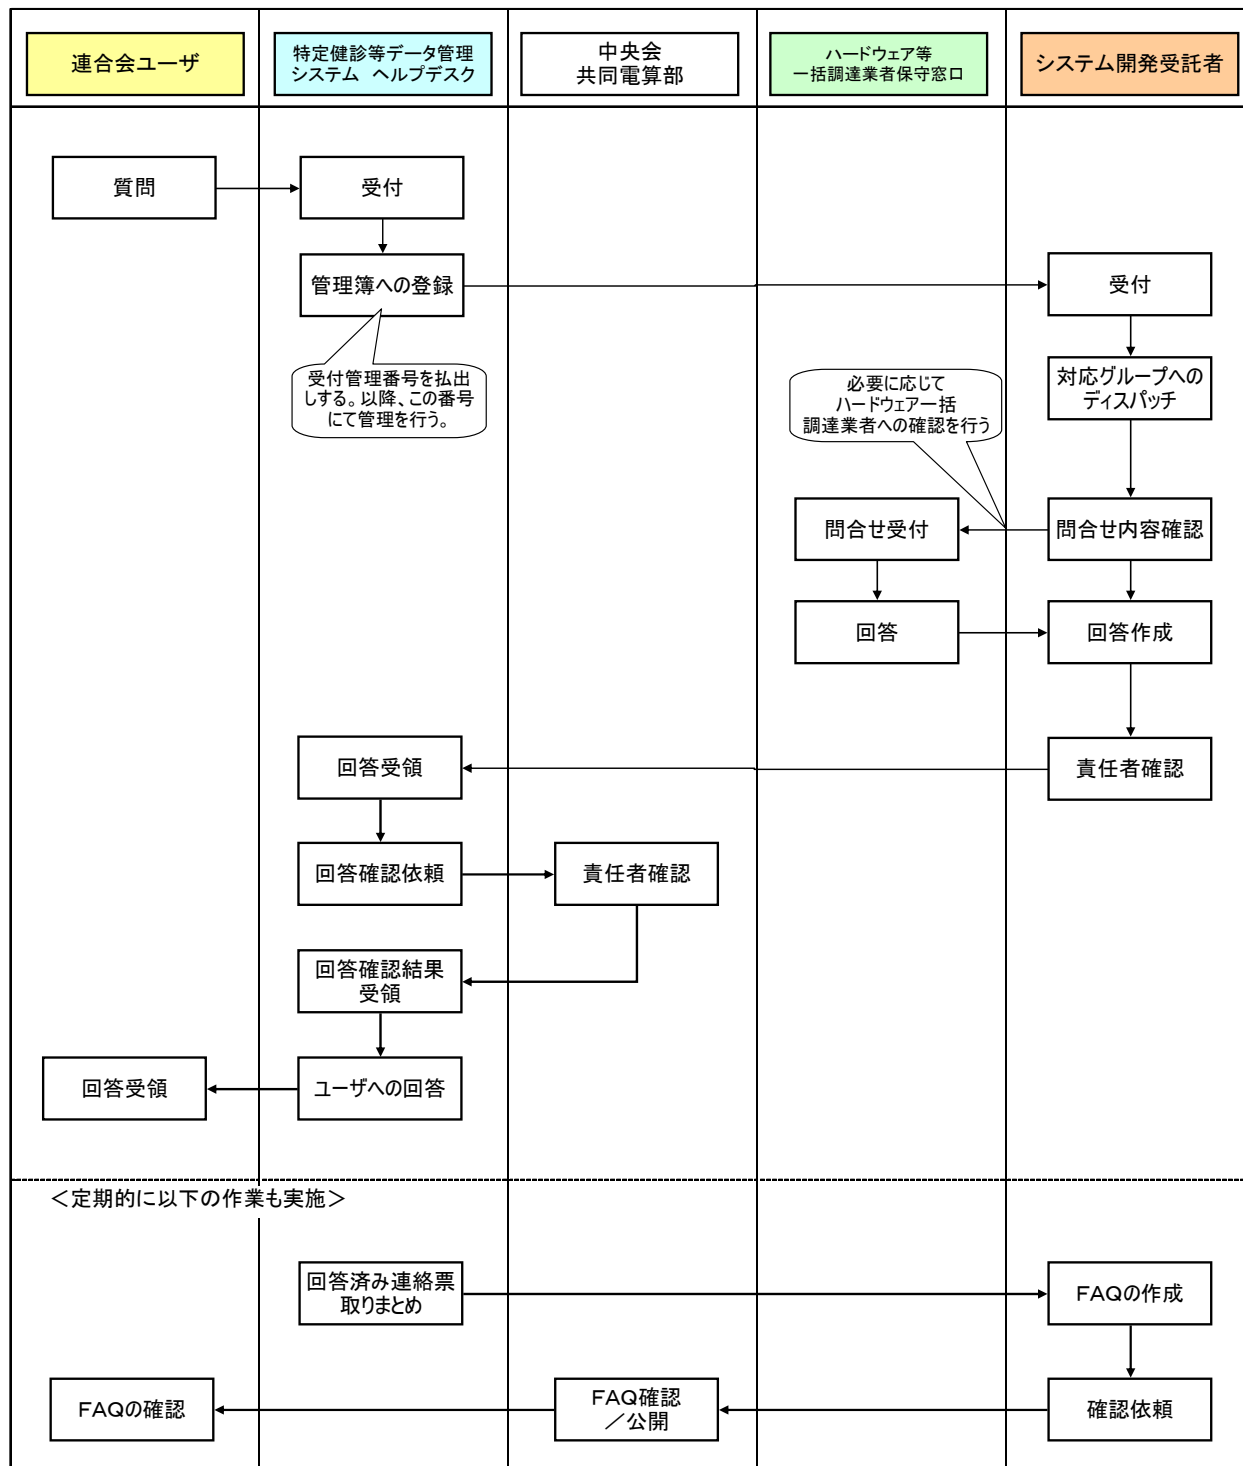 連合会ユーザ
特定健診等データ管理
システム ヘルプデスク
中央会
共同電算部
ハードウェア等
一括調達業者保守窓口
システム開発受託者
質問
受付
管理簿への登録
受付
受付管理番号を払出
しする。以降、この番号
にて管理を行う。
必要に応じて
ハードウェア一括
調達業者への確認を行う
対応グループへの
ディスパッチ
問合せ受付
問合せ内容確認
回答
回答作成
回答受領
責任者確認
回答確認依頼
責任者確認
回答確認結果
受領
回答受領
ユーザへの回答
＜定期的に以下の作業も実施＞
回答済み連絡票
取りまとめ
FAQの作成
FAQの確認
FAQ確認
／公開
確認依頼